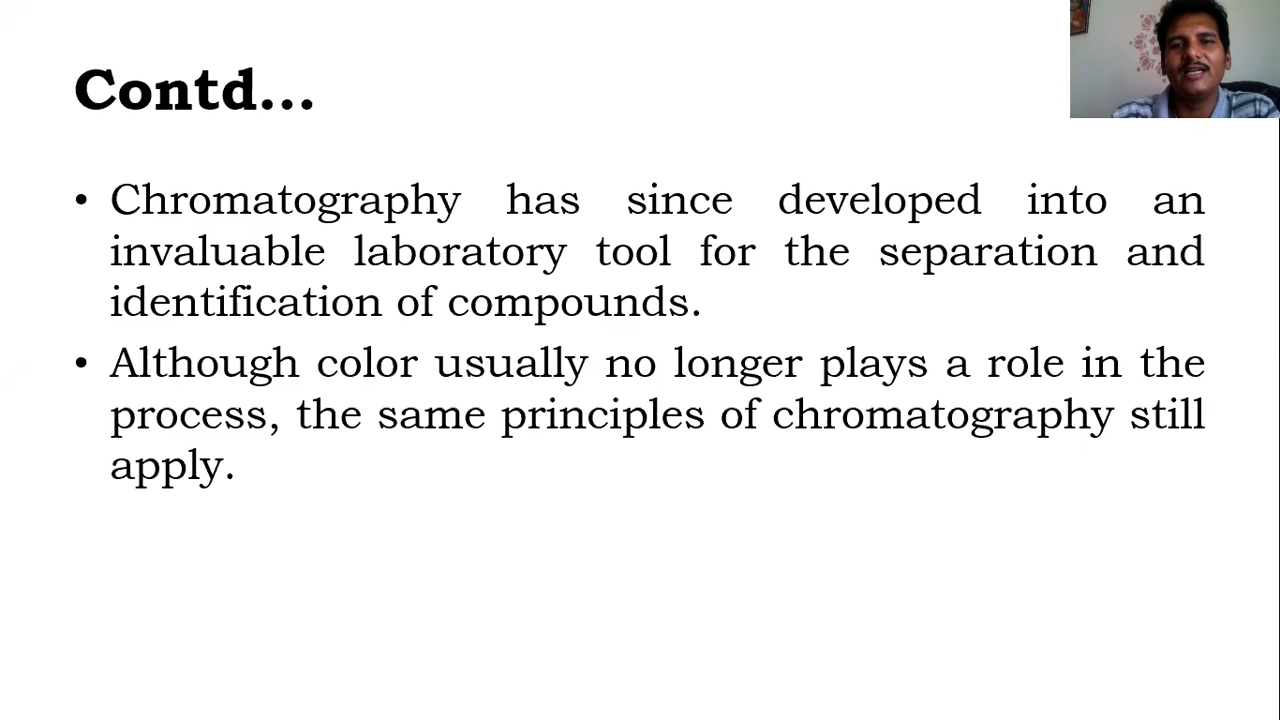 Contd...
• Chromatography has since developed into an
invaluable laboratory tool for the separation and
identification of compounds.
• Although color usually no longer plays a role in the
process, the same principles of chromatography still
apply.